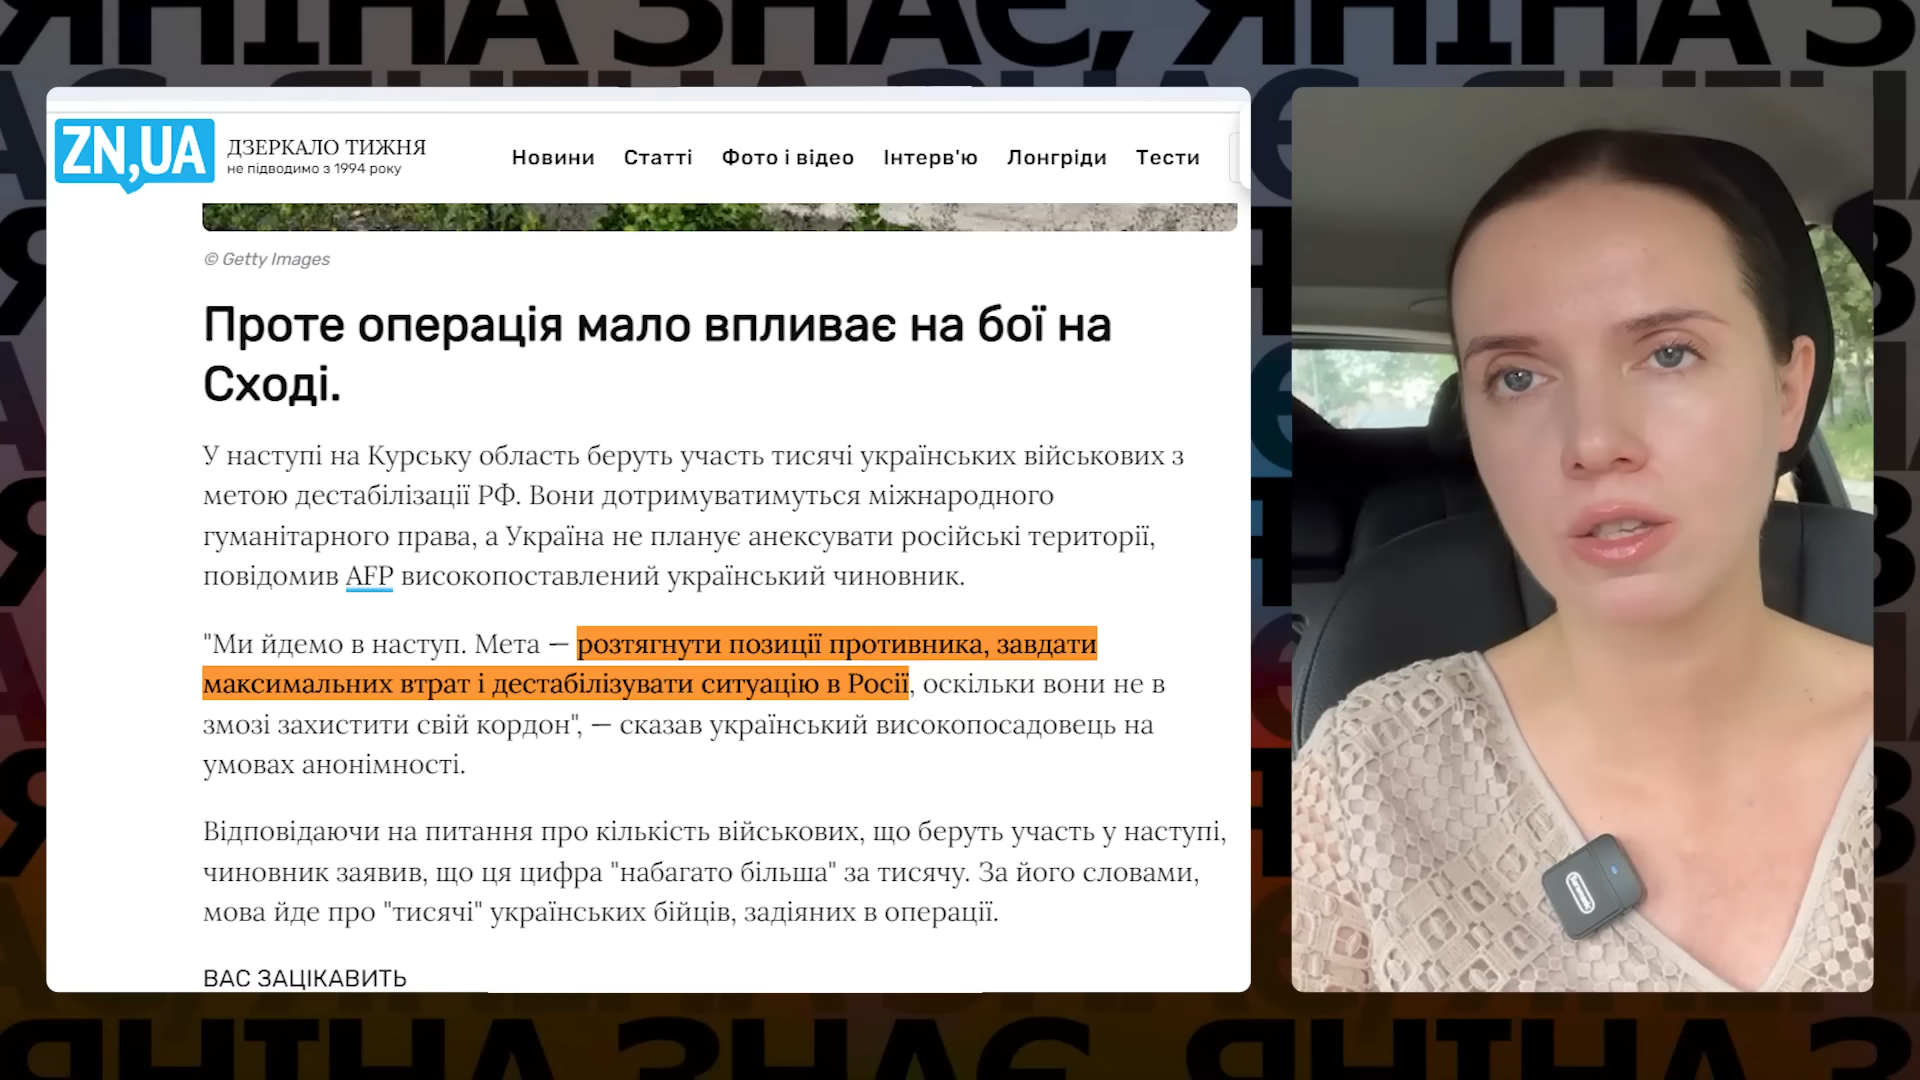 ЯНІНА ЗНАЄ, ЯНІНА З
ZN,UA
ДЗЕРКАЛО ТИЖНЯ
не підводимо з 1994 року
Новини Статті Фото і відео Інтерв'ю Лонгріди Тести
© Getty Images
Проте операція мало впливає на бої на
Сході.
У наступі на Курську область беруть участь тисячі українських військових з
метою дестабілізації РФ. Вони дотримуватимуться міжнародного
гуманітарного права, а Україна не планує анексувати російські території,
повідомив AFP високопоставлений український чиновник.
"Ми йдемо в наступ. Мета — розтягнути позиції противника, завдати
максимальних втрат і дестабілізувати ситуацію в Росії, оскільки вони не в
змозі захистити свій кордон", — сказав український високопосадовець на
умовах анонімності.
Відповідаючи на питання про кількість військових, що беруть участь у наступі,
чиновник заявив, що ця цифра "набагато більша" за тисячу. За його словами,
мова йде про "тисячі" українських бійців, задіяних в операції.
ВАС ЗАЦІКАВИТЬ
Saramonic
ЯНІНА ЗНАЄ, ЯНІНА З